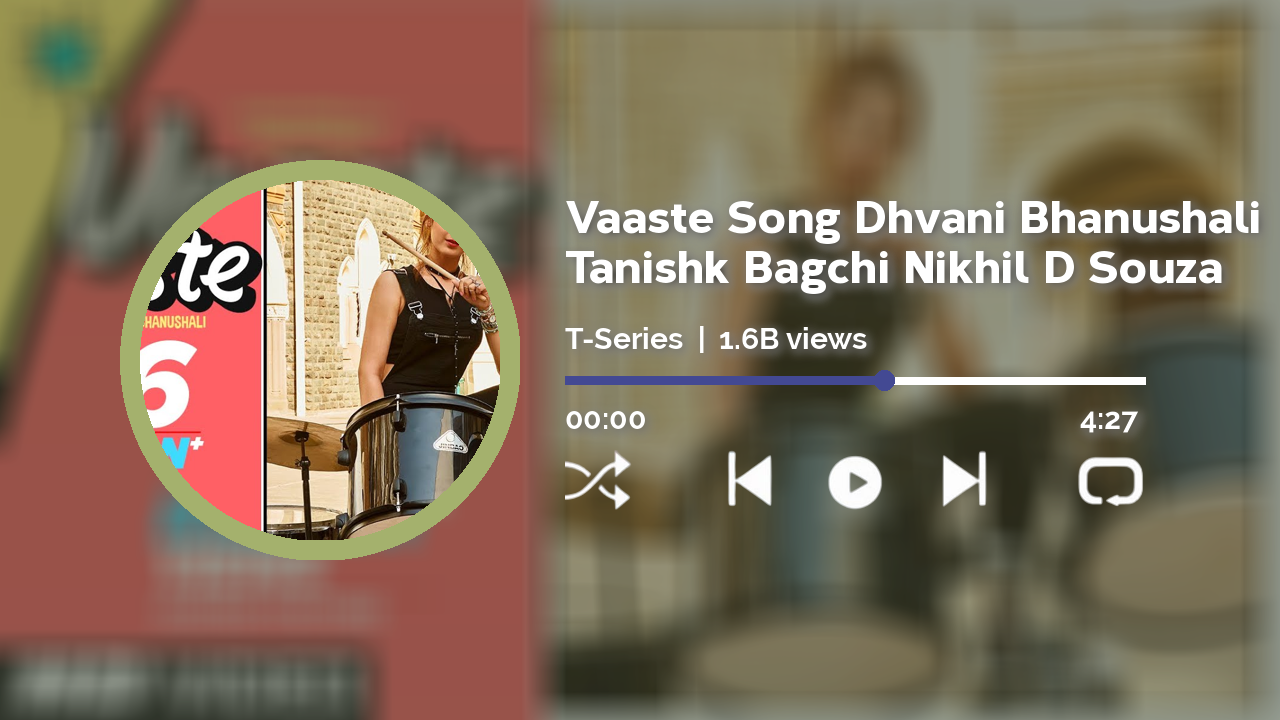 Vaaste Song Dhvani Bhanushali
Tanishk Bagchi Nikhil D Souza
T-Series | 1.6B views
00:00
4:27
ste
HANUSHALI
6
N+